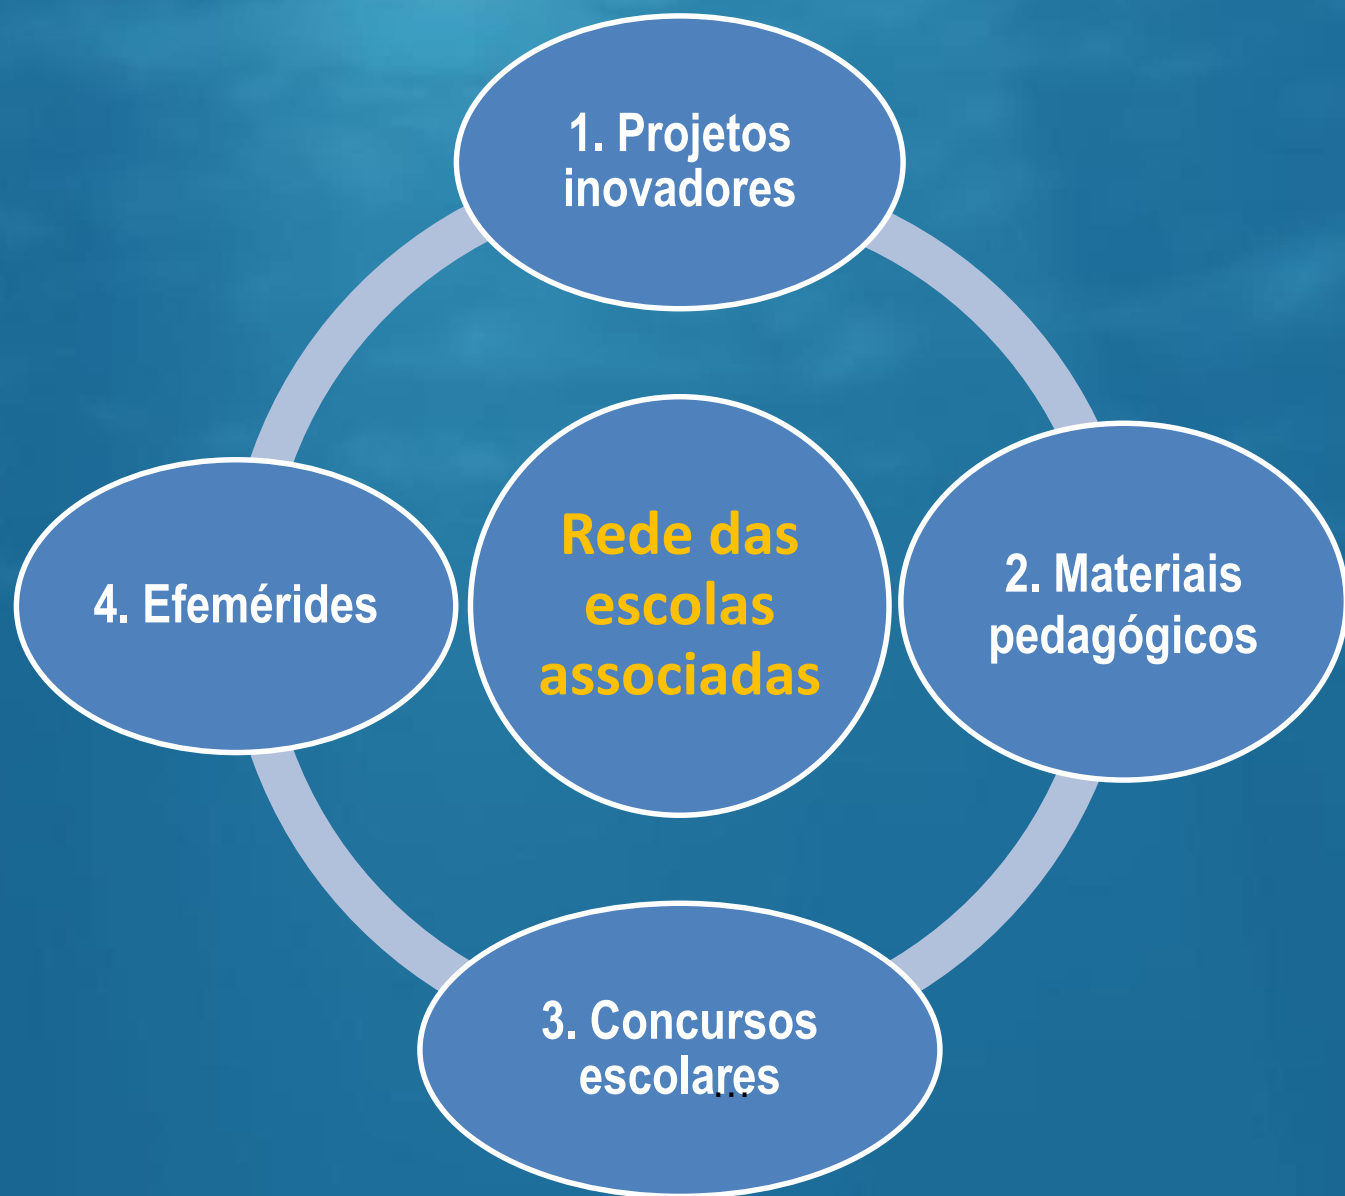 1. Projetos
inovadores
Rede das
escolas
associadas
2. Materiais
pedagógicos
3. Concursos
escolares
...
4. Efemérides